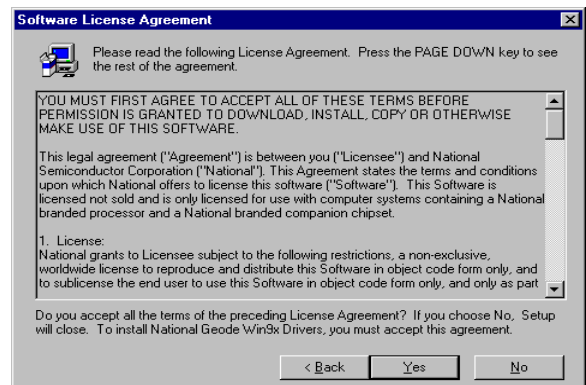 Software License Agreement
Please read the following License Agreement. Press the PAGE DOWN key to see
the rest of the agreement.
YOU MUST FIRST AGREE TO ACCEPT ALL OF THESE TERMS BEFORE
PERMISSION IS GRANTED TO DOWNLOAD, INSTALL, COPY OR OTHERWISE
MAKE USE OF THIS SOFTWARE.
This legal agreement ("Agreement") is between you ("Licensee") and National
Semiconductor Corporation ("National"). This Agreement states the terms and conditions
upon which National offers to license this software ("Software"). This Software is
licensed not sold and is only licensed for use with computer systems containing a National
branded processor and a National branded companion chipset.
1. License:
National grants to Licensee subject to the following restrictions, a non-exclusive,
worldwide license to reproduce and distribute this Software in object code form only, and
to sublicense the end user to use this Software in object code form only, and only as part
Do you accept all the terms of the preceding License Agreement? If you choose No, Setup
will close. To install National Geode Win9x Drivers, you must accept this agreement.
< Back Yes No